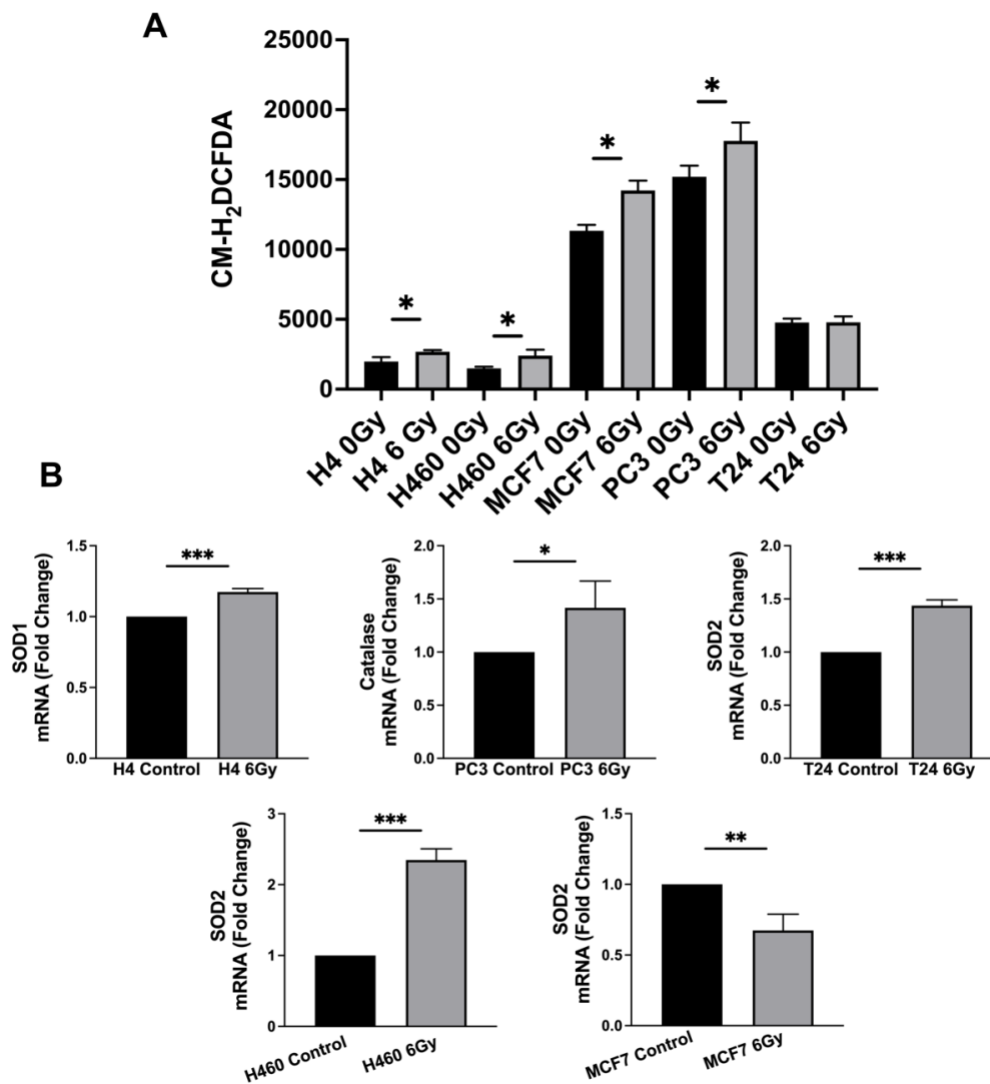 A
CM-H₂DCFDA
25000
20000
15000
10000
5000
0
*
*
*
*
H4 0Gy
H4 6 Gy
H460 0Gy
H460 6Gy
MCF7 0Gy
MCF7 6Gy
PC3 0Gy
PC3 6Gy
T24 0Gy
T24 6Gy
B
SOD1
mRNA (Fold Change)
1.5
1.0
0.5
0.0
***
H4 Control
H4 6Gy
Catalase
mRNA (Fold Change)
2.0
1.5
1.0
0.5
0.0
*
PC3 Control
PC3 6Gy
SOD2
mRNA (Fold Change)
2.0
1.5
1.0
0.5
0.0
***
T24 Control
T24 6Gy
SOD2
mRNA (Fold Change)
3
2
1
0
***
H460 Control
H460 6Gy
SOD2
mRNA (Fold Change)
1.5
1.0
0.5
0.0
**
MCF7 Control
MCF7 6Gy